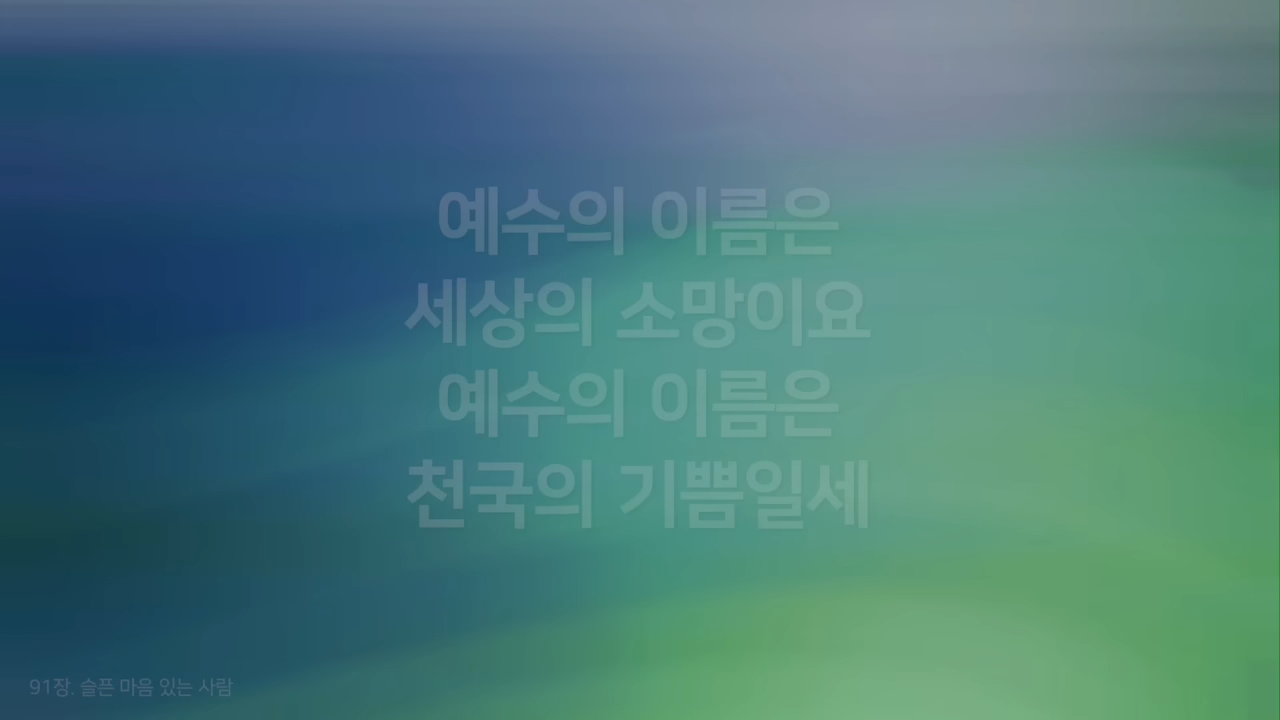 예수의 이름은
세상의 소망이요
예수의 이름은
천국의 기쁨일세
91장. 슬픈 마음 있는 사람